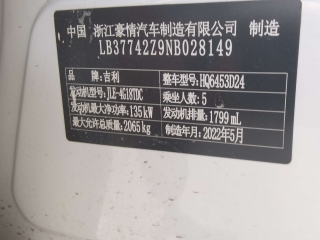 中国 浙江豪情汽车制造有限公司 制造
LB37742Z9NB028149
品牌：吉利 整车型号：HQ6453D24
发动机型号：JLE-4G18TDC 乘坐人数：5
发动机最大净功率：135kW 发动机排量：1799mL
最大允许总质量：2065kg 制造年月：2022年5月